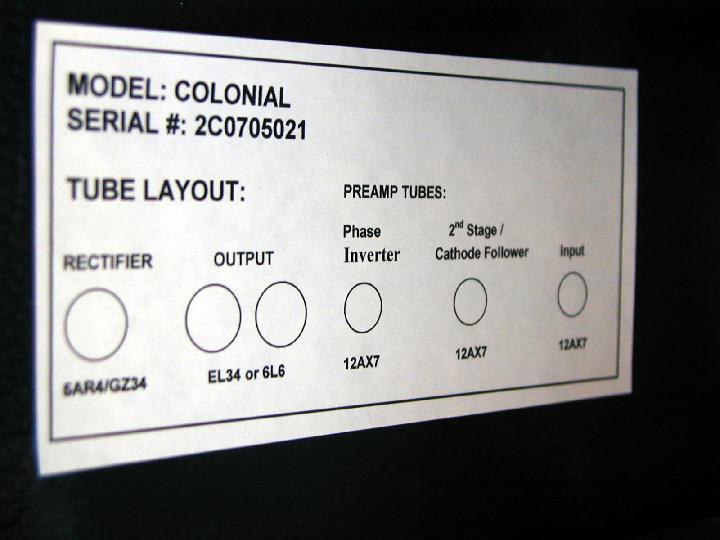 MODEL: COLONIAL
SERIAL #: 2C0705021
TUBE LAYOUT:
PREAMP TUBES:
RECTIFIER
OUTPUT
Phase
Inverter
2nd Stage /
Cathode Follower
Input
6AR4/GZ34
EL34 or 6L6
12AX7
12AX7
12AX7